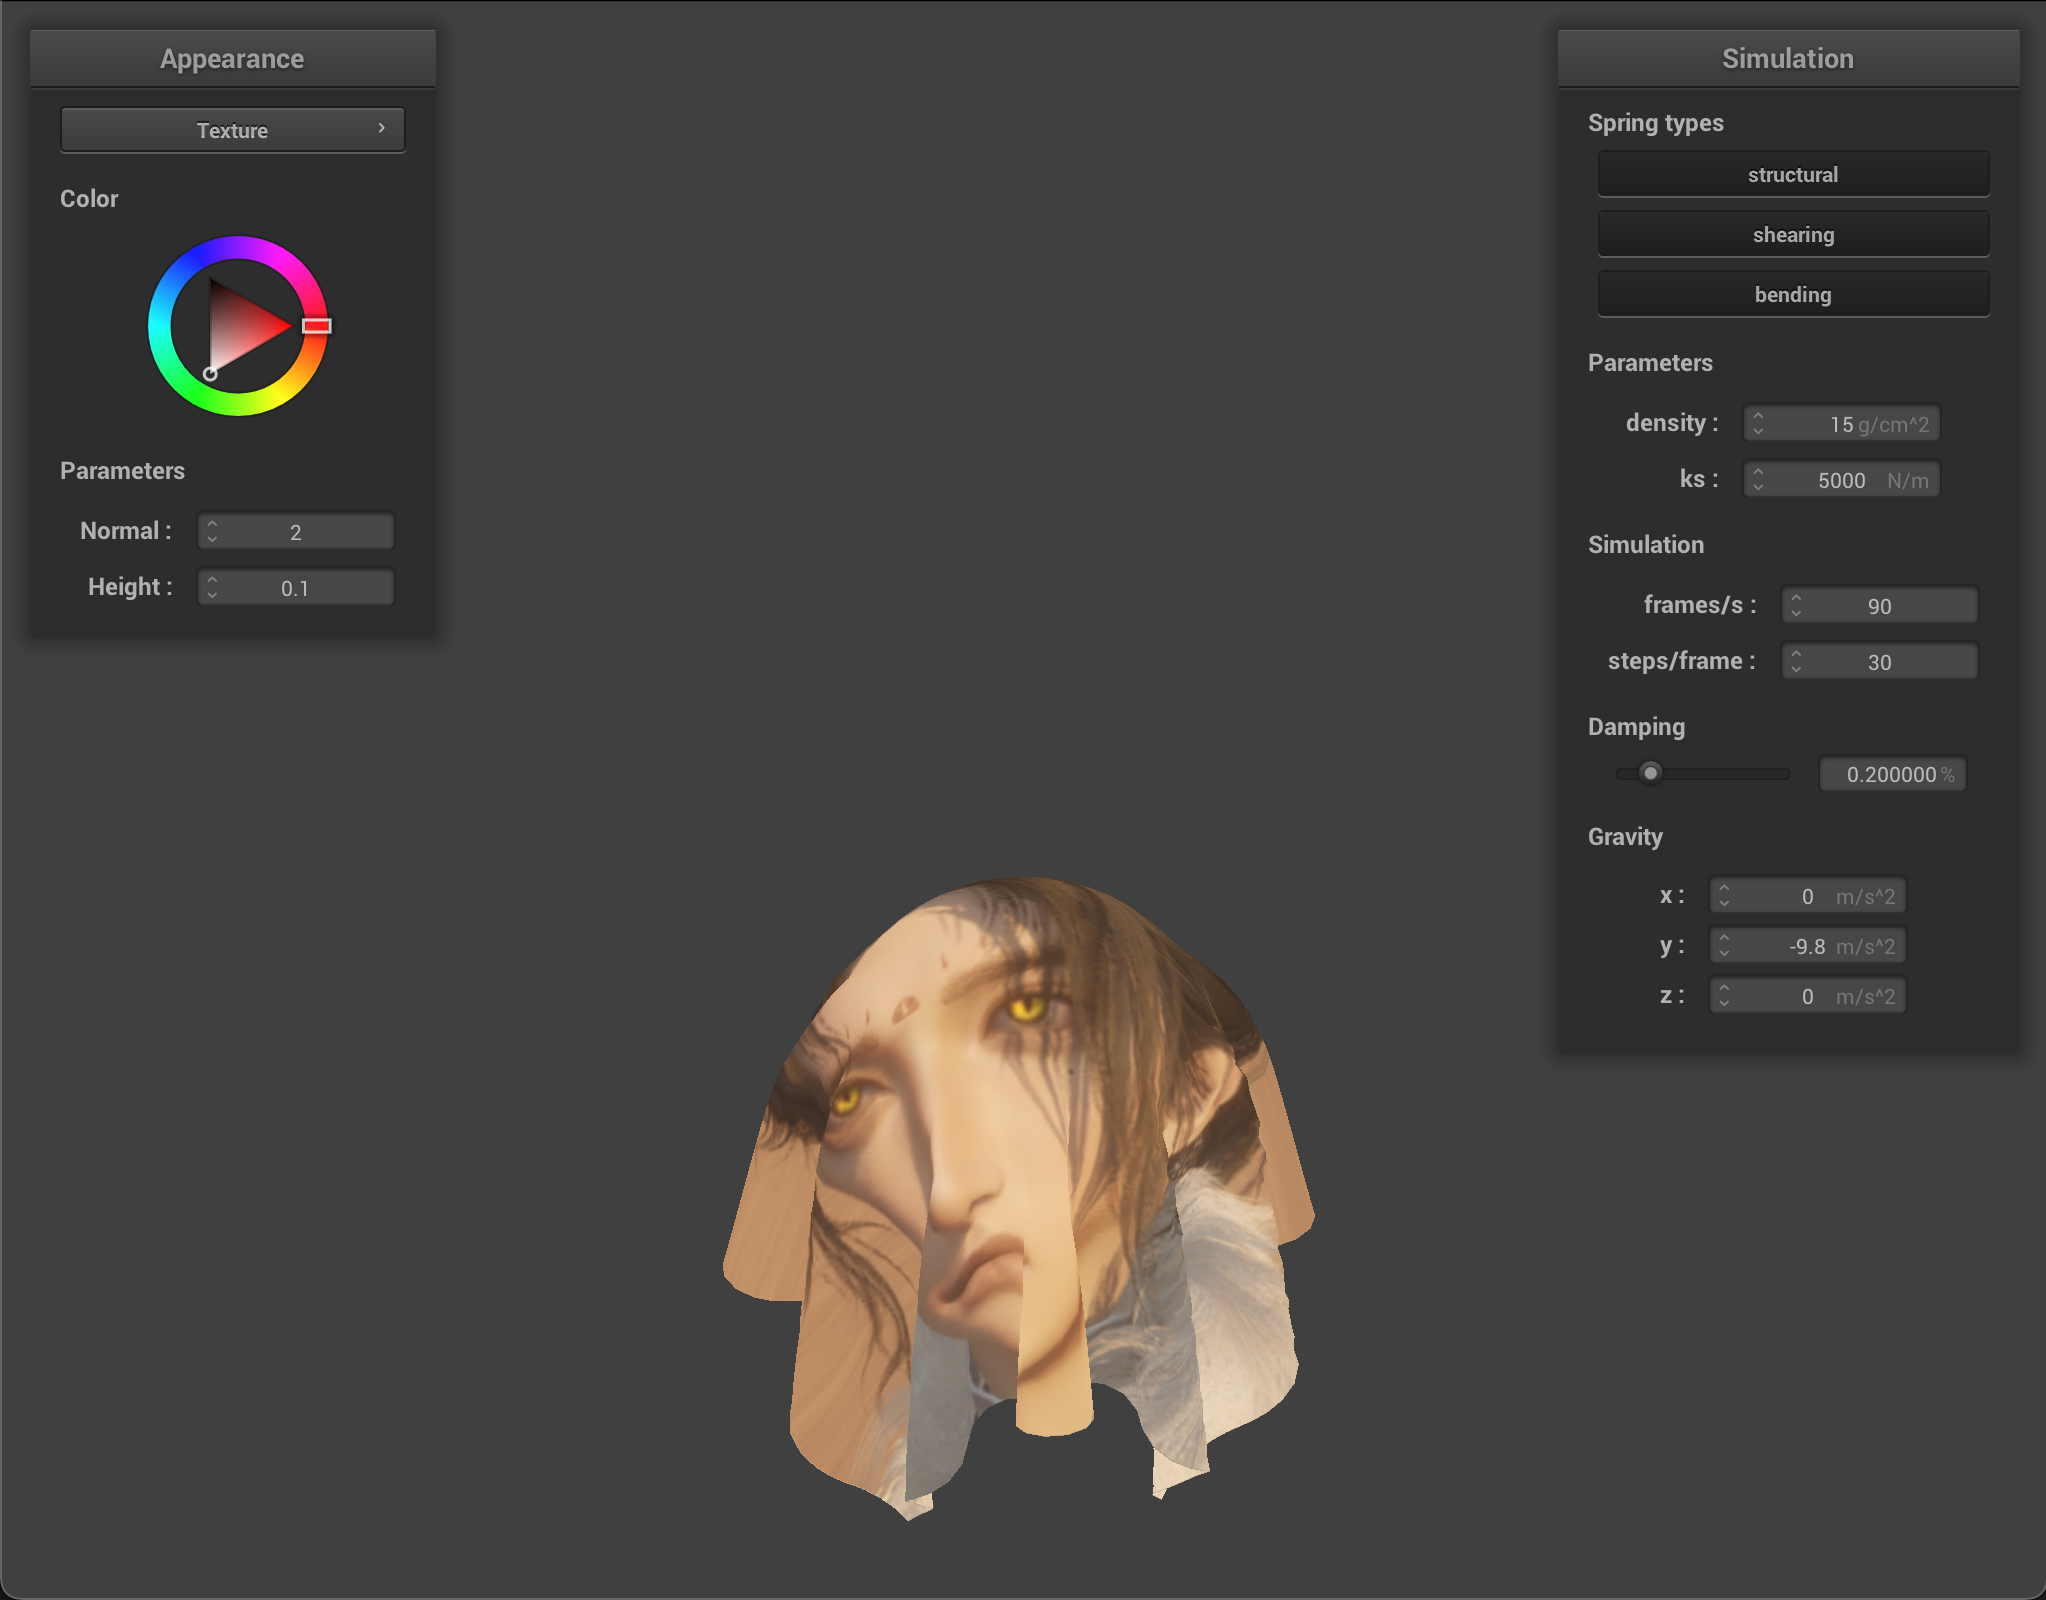 Appearance
Texture
Color
Parameters
Normal : 2
Height : 0.1
Simulation
Spring types
structural
shearing
bending
Parameters
density : 15 g/cm^2
ks : 5000 N/m
Simulation
frames/s : 90
steps/frame : 30
Damping
0.200000 %
Gravity
x : 0 m/s^2
y : -9.8 m/s^2
z : 0 m/s^2